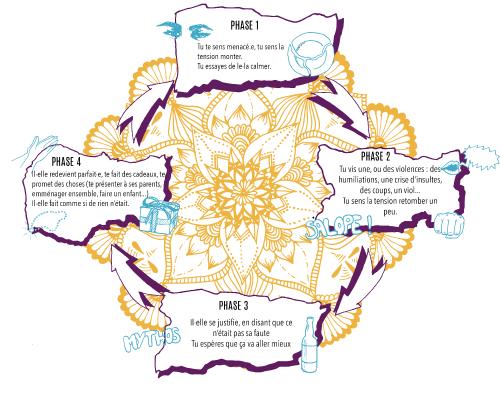 PHASE 1
Tu te sens menacé.e, tu sens la
tension monter.
Tu essayes de le·la calmer.
PHASE 2
Tu vis une, ou des violences : des
humiliations, une crise d'insultes,
des coups, un viol...
Tu sens la tension retomber un
peu.
SALOPE !
PHASE 3
Il·elle se justifie, en disant que ce
n'était pas sa faute
Tu espères que ça va aller mieux
MYTHOS
PHASE 4
Il·elle redevient parfait·e, te fait des cadeaux, te
promet des choses (te présenter à ses parents,
emménager ensemble, faire un enfant...)
Il·elle fait comme si de rien n'était.